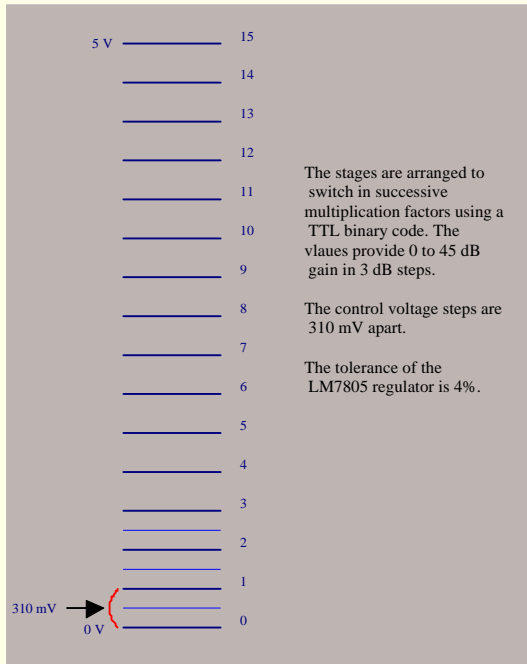 5 V
15
14
13
12
11
10
9
8
7
6
5
4
3
2
1
0
310 mV
0 V
The stages are arranged to
switch in successive
multiplication factors using a
TTL binary code. The
vlaues provide 0 to 45 dB
gain in 3 dB steps.
The control voltage steps are
310 mV apart.
The tolerance of the
LM7805 regulator is 4%.